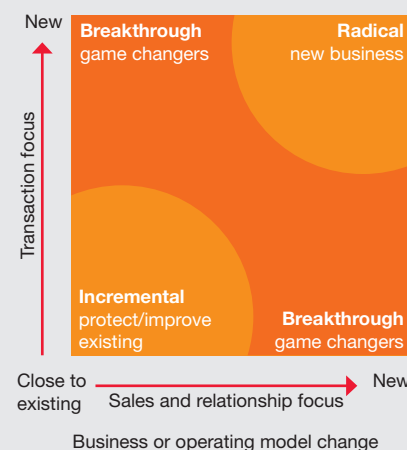 New
Breakthrough
game changers
Radical
new business
Transaction focus
Incremental
protect/improve
existing
Breakthrough
game changers
Close to
existing
Sales and relationship focus
New
Business or operating model change